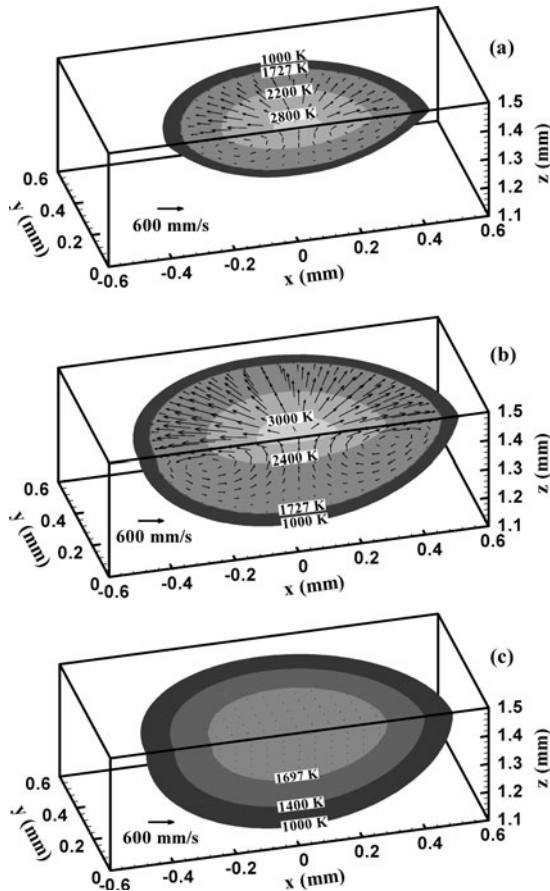 (a)
1000 K
1727 K
2200 K
2800 K
1.5
1.4
1.3
1.2
1.1
z (mm)
0.6
0.4
0.2
y (mm)
600 mm/s
0
-0.6
-0.4
-0.2
0
0.2
0.4
0.6
x (mm)
(b)
3000 K
2400 K
1727 K
1000 K
1.5
1.4
1.3
1.2
1.1
z (mm)
0.6
0.4
0.2
y (mm)
600 mm/s
0
-0.6
-0.4
-0.2
0
0.2
0.4
0.6
x (mm)
(c)
1697 K
1400 K
1000 K
1.5
1.4
1.3
1.2
1.1
z (mm)
0.6
0.4
0.2
y (mm)
600 mm/s
0
-0.6
-0.4
-0.2
0
0.2
0.4
0.6
x (mm)